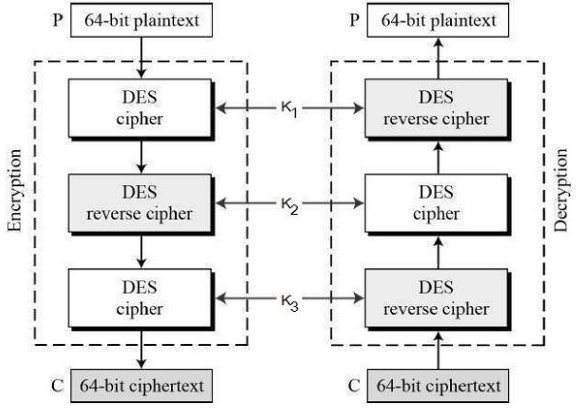 P 64-bit plaintext
P 64-bit plaintext
Encryption
DES
cipher
K1
DES
reverse cipher
DES
reverse cipher
K2
DES
cipher
DES
cipher
K3
DES
reverse cipher
Decryption
C 64-bit ciphertext
C 64-bit ciphertext